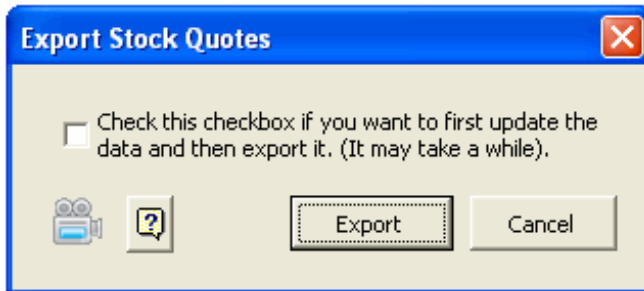 Export Stock Quotes
Check this checkbox if you want to first update the
data and then export it. (It may take a while).
?
Export
Cancel